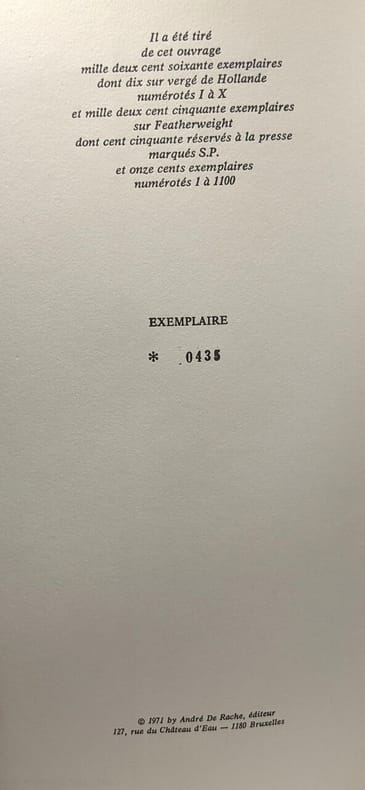 Il a été tiré
de cet ouvrage
mille deux cent soixante exemplaires
dont dix sur vergé de Hollande
numérotés I à X
et mille deux cent cinquante exemplaires
sur Featherweight
dont cent cinquante réservés à la presse
marqués S.P.
et onze cents exemplaires
numérotés 1 à 1100
EXEMPLAIRE
* 0435
© 1971 by André De Rache, éditeur
127, rue du Château d'Eau — 1180 Bruxelles